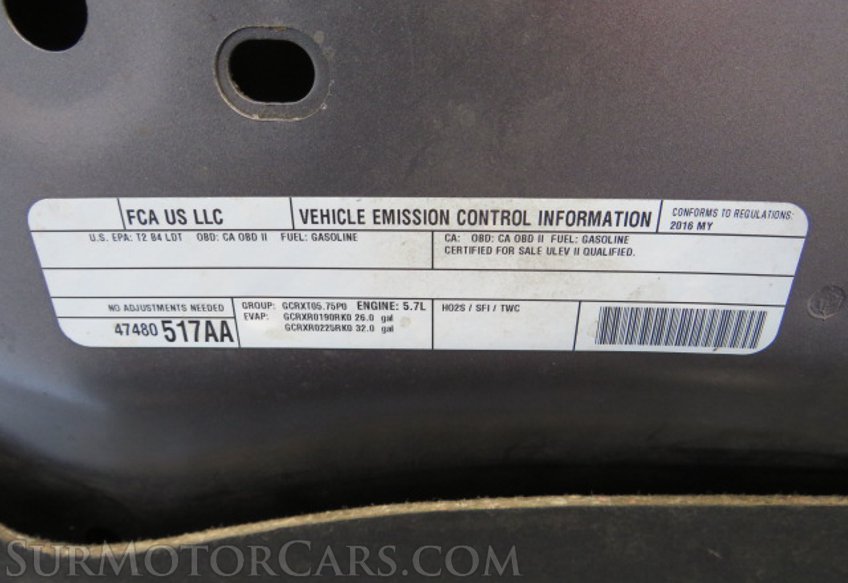 FCA US LLC
VEHICLE EMISSION CONTROL INFORMATION
CONFORMS TO REGULATIONS:
2016 MY
U.S. EPA: T2 B4 LDT OBD: CA OBD II FUEL: GASOLINE
CA: OBD: CA OBD II FUEL: GASOLINE
CERTIFIED FOR SALE ULEV II QUALIFIED.
NO ADJUSTMENTS NEEDED
47480 517AA
GROUP: GCRXT05.75P0 ENGINE: 5.7L
EVAP: GCRXR0190RK0 26.0 gal
GCRXR0225RK0 32.0 gal
HO2S / SFI / TWC
SURMOTORCARS.COM